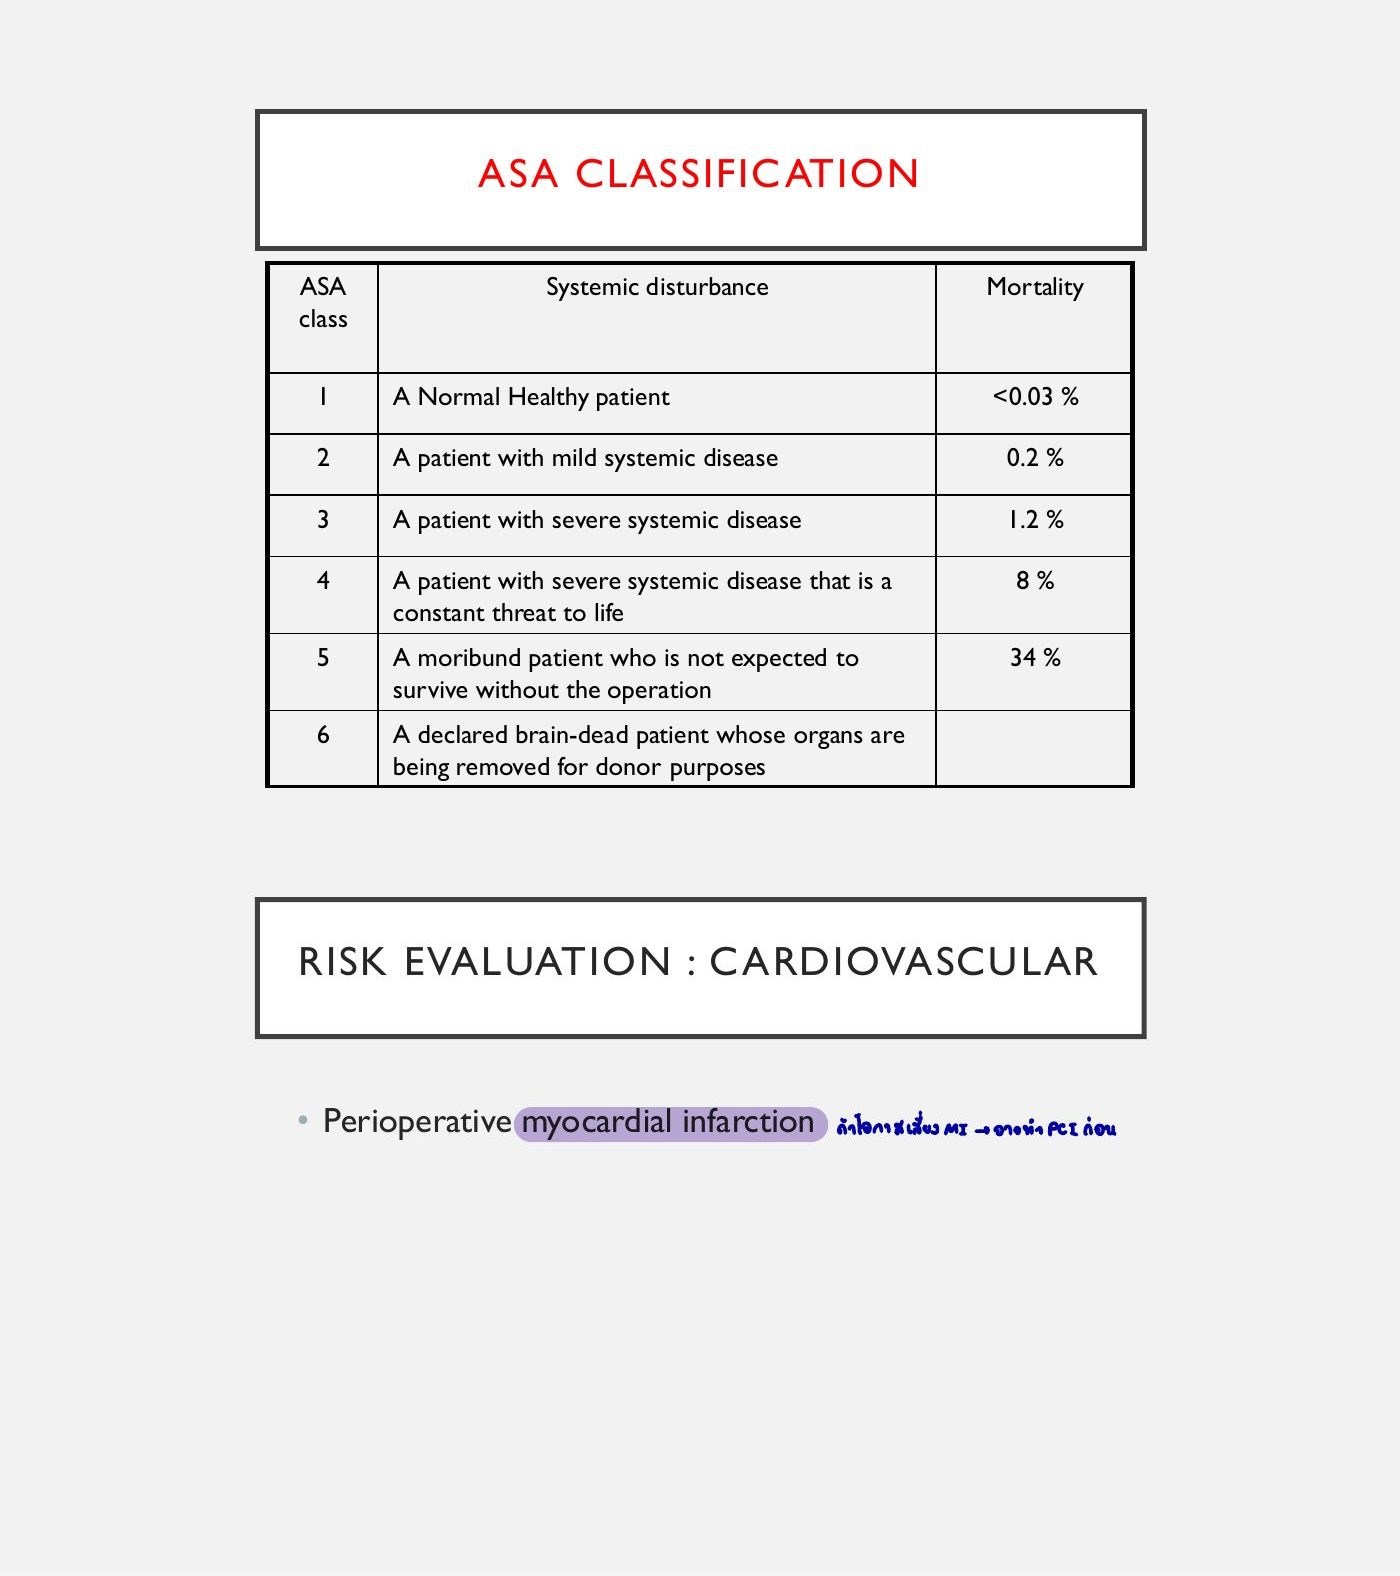 ASA CLASSIFICATION
ASA Systemic disturbance Mortality
class
1 A Normal Healthy patient <0.03 %
2 A patient with mild systemic disease 0.2 %
3 A patient with severe systemic disease 1.2 %
4 A patient with severe systemic disease that is a 8 %
constant threat to life
5 A moribund patient who is not expected to 34 %
survive without the operation
6 A declared brain-dead patient whose organs are
being removed for donor purposes
RISK EVALUATION : CARDIOVASCULAR
• Perioperative myocardial infarction ถ้าโอกาสเสี่ยง MI → อาจทำ PCI ก่อน